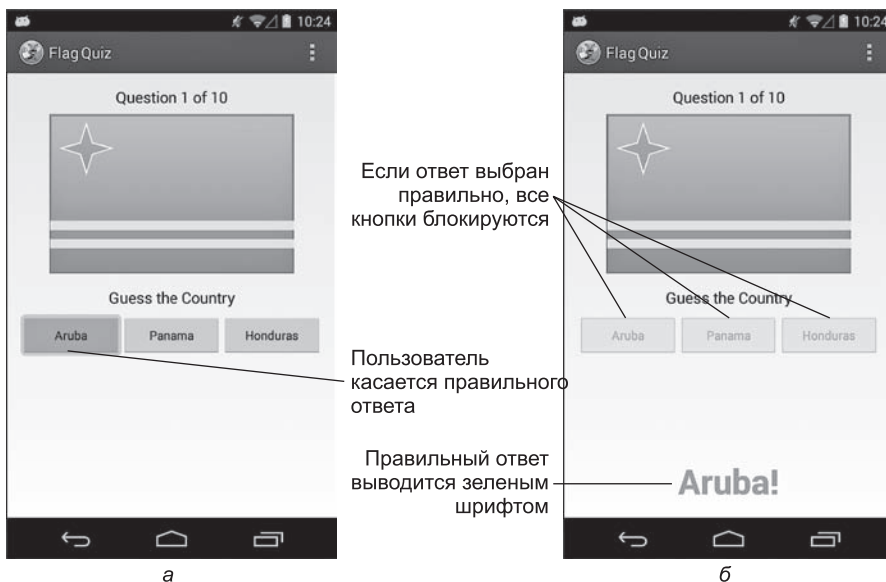 10:24
Flag Quiz
Question 1 of 10
Guess the Country
Aruba Panama Honduras
а
Если ответ выбран
правильно, все
кнопки блокируются
Пользователь
касается правильного
ответа
Правильный ответ
выводится зеленым
шрифтом
10:24
Flag Quiz
Question 1 of 10
Guess the Country
Aruba Panama Honduras
Aruba!
б